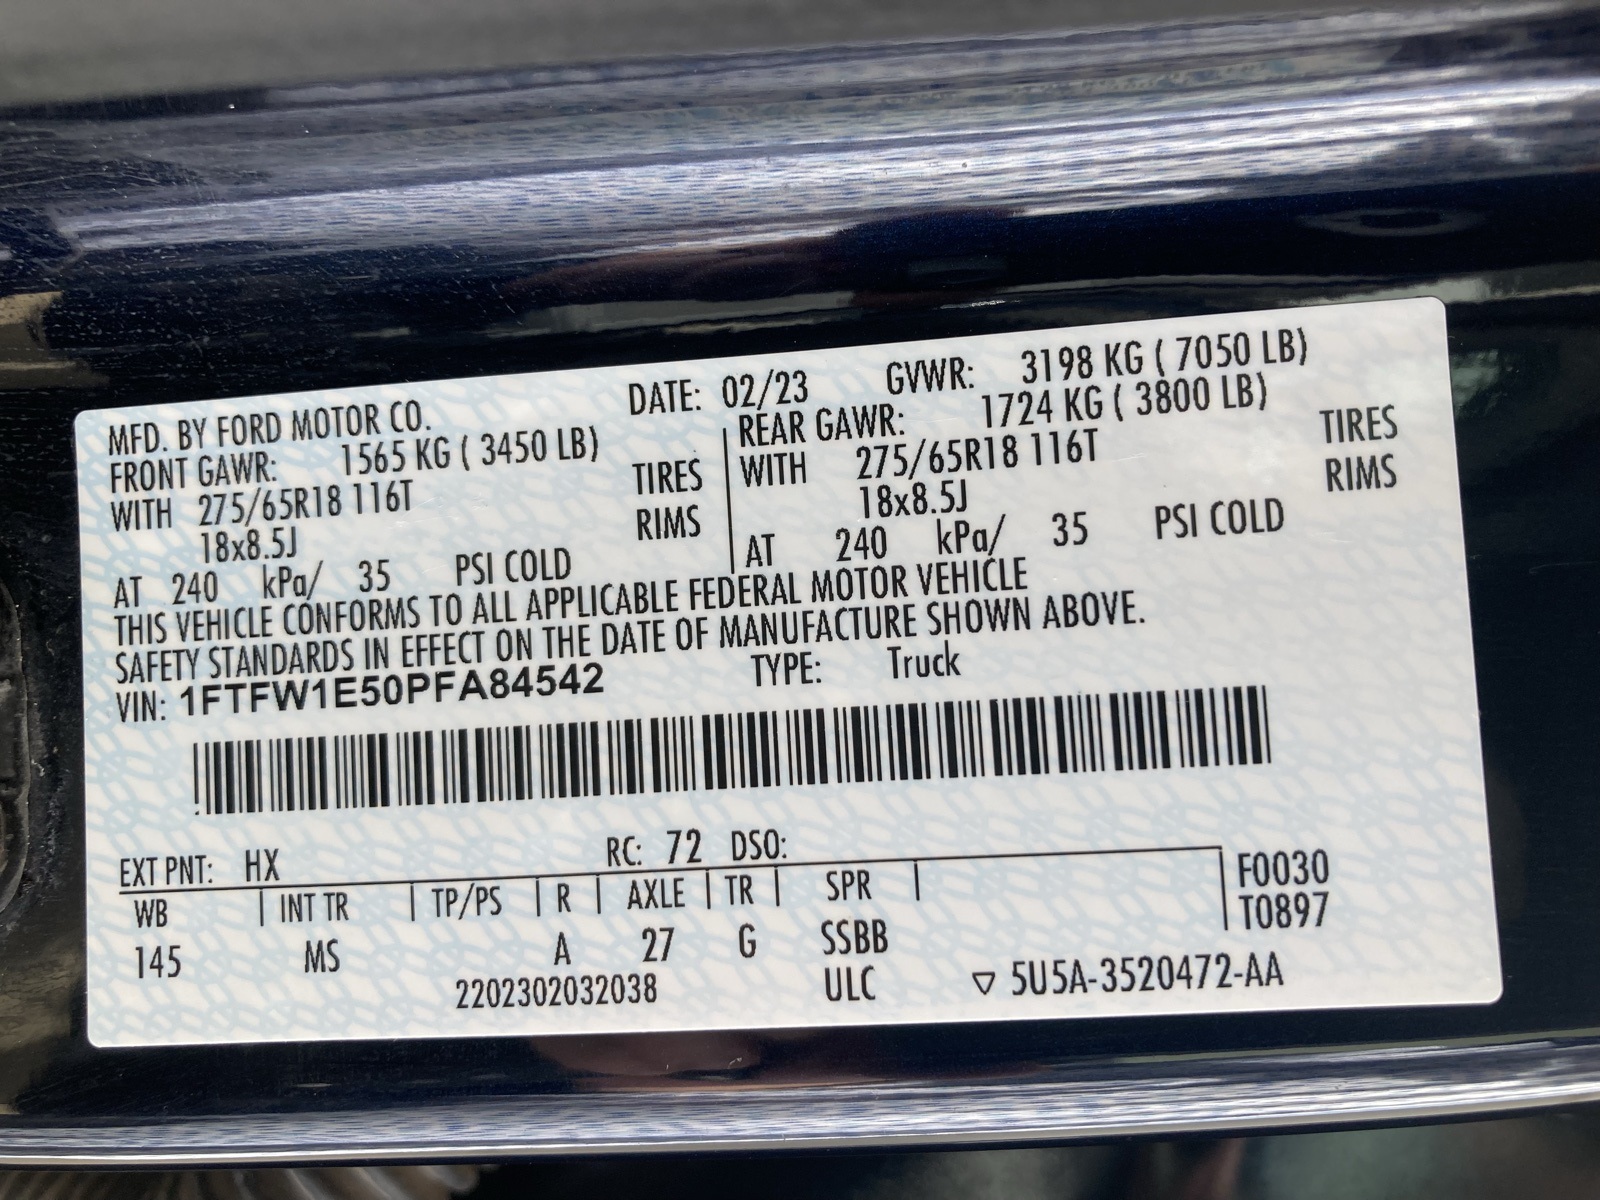 MFD. BY FORD MOTOR CO. DATE: 02/23 GVWR: 3198 KG ( 7050 LB)
FRONT GAWR: 1565 KG ( 3450 LB) REAR GAWR: 1724 KG ( 3800 LB)
WITH 275/65R18 116T TIRES WITH 275/65R18 116T TIRES
18x8.5J RIMS 18x8.5J RIMS
AT 240 kPa/ 35 PSI COLD AT 240 kPa/ 35 PSI COLD
THIS VEHICLE CONFORMS TO ALL APPLICABLE FEDERAL MOTOR VEHICLE
SAFETY STANDARDS IN EFFECT ON THE DATE OF MANUFACTURE SHOWN ABOVE.
VIN: 1FTFW1E50PFA84542 TYPE: Truck
EXT PNT: HX RC: 72 DSO:
WB INT TR TP/PS R AXLE TR SPR F0030
T0897
145 MS A 27 G SSBB
2202302032038 ULC ▽ 5U5A-3520472-AA